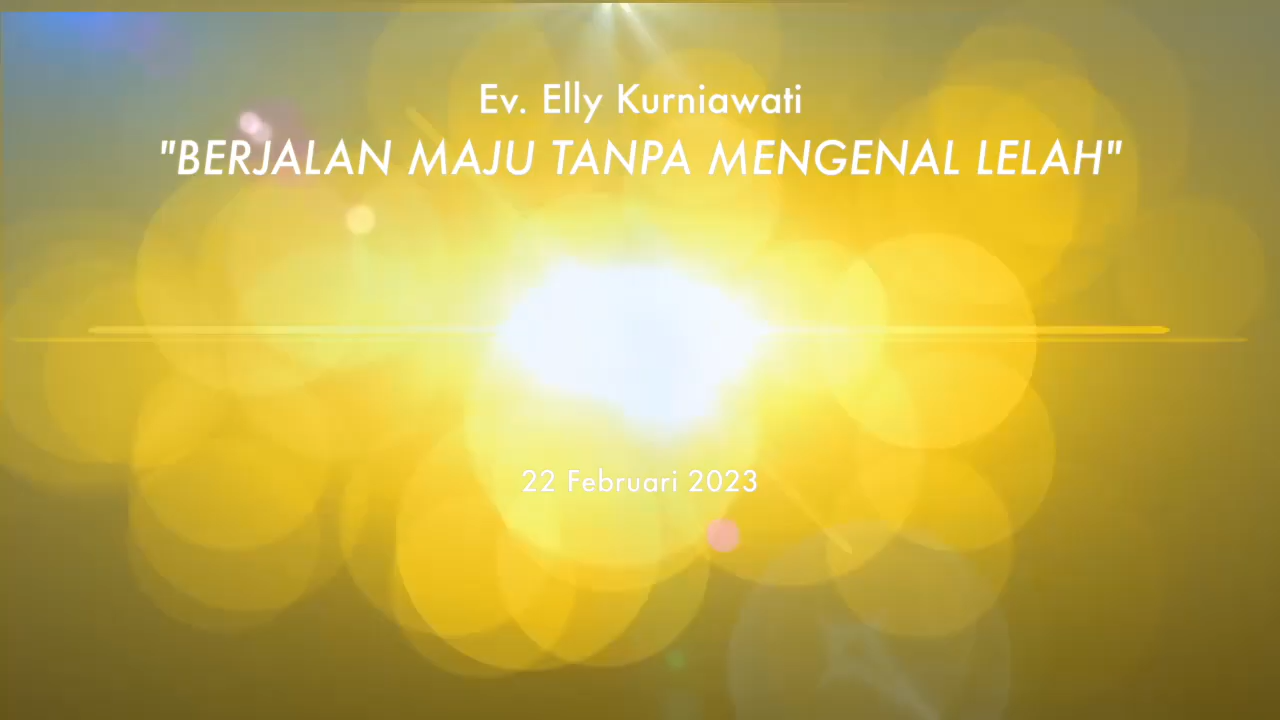 Ev. Elly Kurniawati
"BERJALAN MAJU TANPA MENGENAL LELAH"
22 Februari 2023